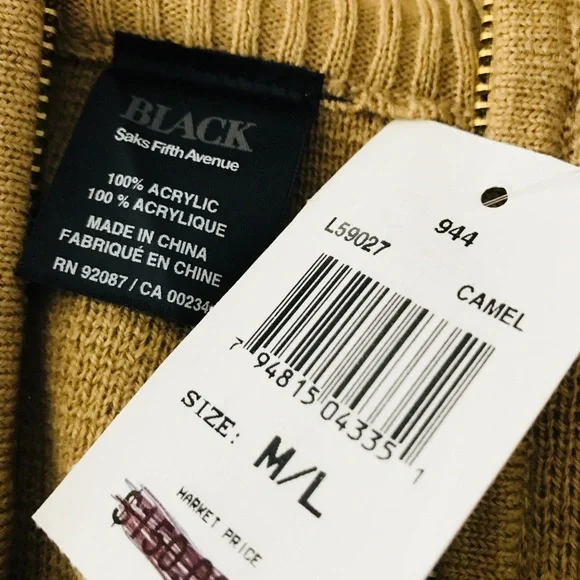 BLACK
Saks Fifth Avenue
100% ACRYLIC
100 % ACRYLIQUE
MADE IN CHINA
FABRIQUÉ EN CHINE
RN 92087 / CA 00234
944
L59027
CAMEL
7 94815 04335 1
SIZE: M/L
MARKET PRICE